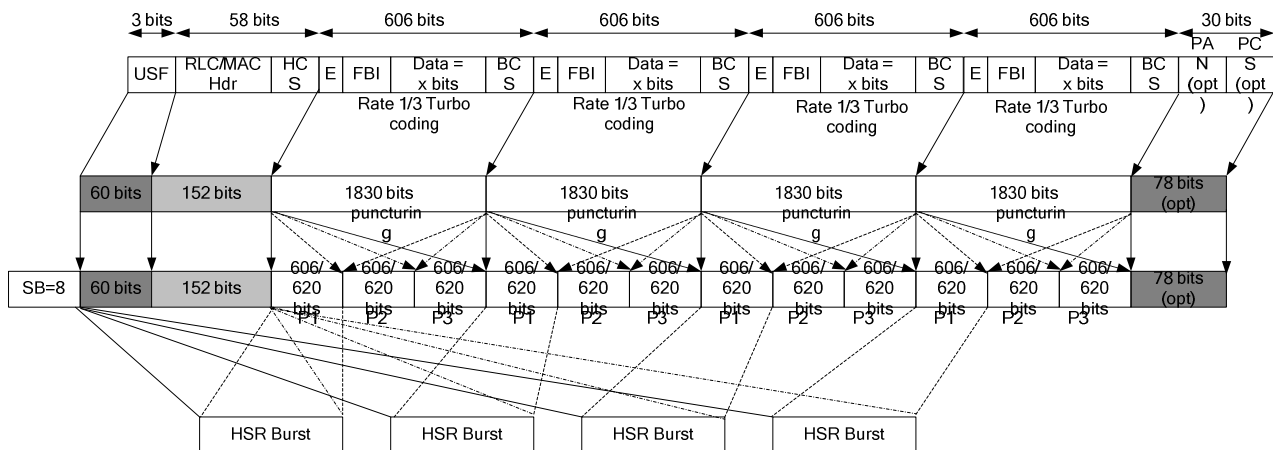 3 bits 58 bits 606 bits 606 bits 606 bits 606 bits 30 bits
USF RLC/MAC Hdr HC S E FBI Data = x bits BC S E FBI Data = x bits BC S E FBI Data = x bits BC S E FBI Data = x bits BC S PA N (opt ) PC S (opt )
Rate 1/3 Turbo coding Rate 1/3 Turbo coding Rate 1/3 Turbo coding Rate 1/3 Turbo coding
60 bits 152 bits 1830 bits puncturin g 1830 bits puncturin g 1830 bits puncturin g 1830 bits puncturin g 78 bits (opt)
SB=8 60 bits 152 bits 606/ 620 bits P1 606/ 620 bits P2 606/ 620 bits P3 606/ 620 bits P1 606/ 620 bits P2 606/ 620 bits P3 606/ 620 bits P1 606/ 620 bits P2 606/ 620 bits P3 606/ 620 bits P1 606/ 620 bits P2 606/ 620 bits P3 78 bits (opt)
HSR Burst HSR Burst HSR Burst HSR Burst